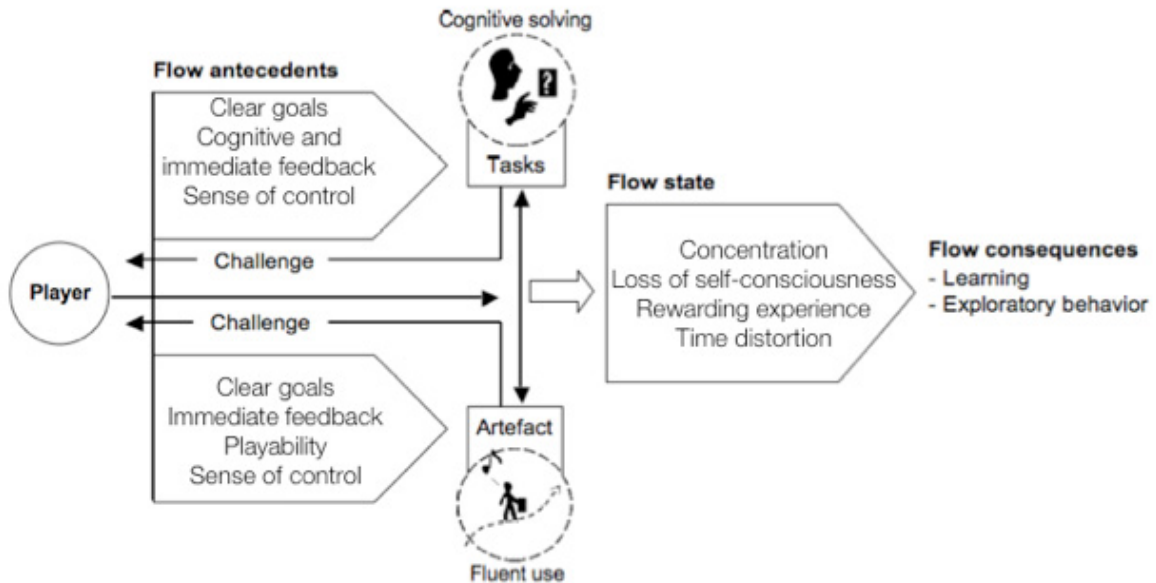 Cognitive solving
Flow antecedents
Clear goals
Cognitive and
immediate feedback
Sense of control
?
Tasks
Flow state
Challenge
Player
Challenge
Concentration
Loss of self-consciousness
Rewarding experience
Time distortion
Flow consequences
- Learning
- Exploratory behavior
Clear goals
Immediate feedback
Playability
Sense of control
Artefact
Fluent use